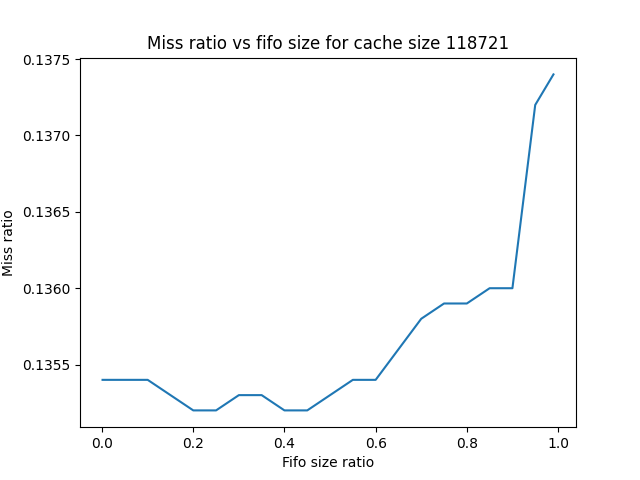 Miss ratio vs fifo size for cache size 118721
0.1375
0.1370
0.1365
0.1360
0.1355
Miss ratio
0.0 0.2 0.4 0.6 0.8 1.0
Fifo size ratio